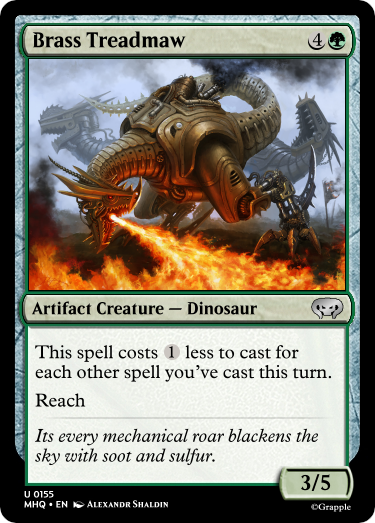 Brass Treadmaw 4
Artifact Creature — Dinosaur
This spell costs 1 less to cast for
each other spell you've cast this turn.
Reach
Its every mechanical roar blackens the
sky with soot and sulfur.
3/5
U 0155
MHQ • EN Alexandr Shaldin
©Grapple